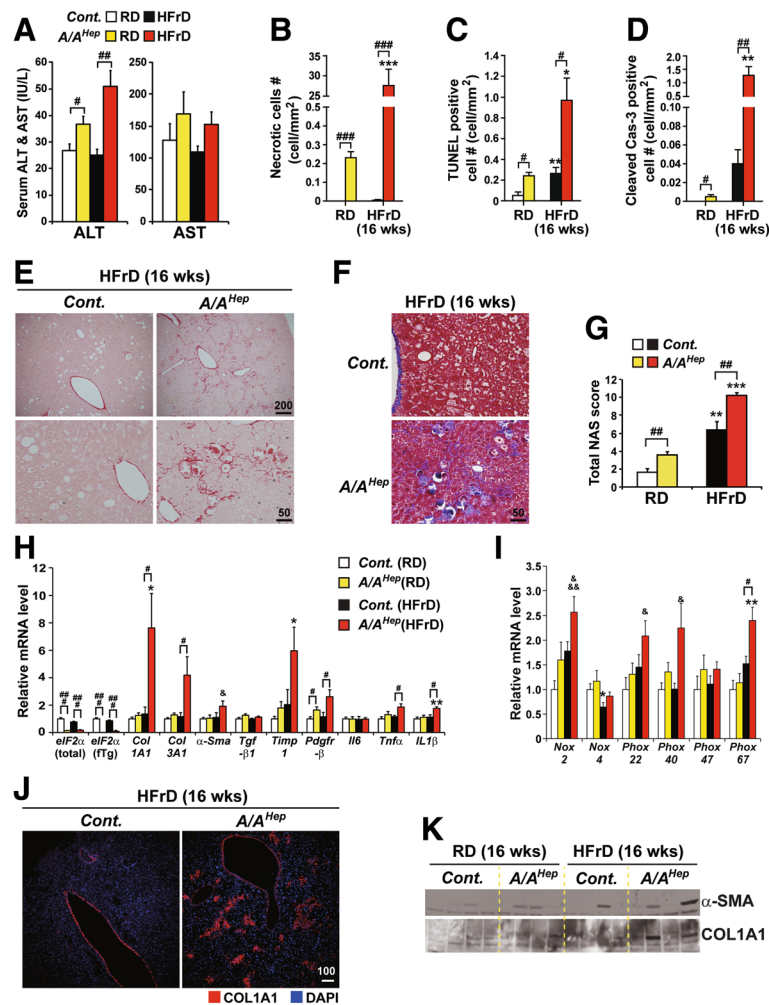 Cont. RD HFrD
A/A^Hep RD HFrD
A
Serum ALT & AST (IU/L)
60
50
40
30
20
10
0
#
##
ALT
250
200
150
100
50
0
AST
B
Necrotic cells #
(cell/mm²)
40
30
20
10
0.3
0.2
0.1
0
###
###
***
RD HFrD
(16 wks)
C
TUNEL positive
cell # (cell/mm²)
1.6
1.2
0.8
0.4
0
#
**
#
*
RD HFrD
(16 wks)
D
Cleaved Cas-3 positive
cell # (cell/mm²)
2.0
1.5
1.0
0.5
0.06
0.04
0.02
0
#
##
**
RD HFrD
(16 wks)
E
HFrD (16 wks)
Cont. A/A^Hep
200
50
F
HFrD (16 wks)
Cont.
A/A^Hep
50
G
Cont.
A/A^Hep
Total NAS score
12
10
8
6
4
2
0
##
**
##
***
RD HFrD
H
Relative mRNA level
12
10
8
6
4
2
0
Cont. (RD)
A/A^Hep(RD)
Cont. (HFrD)
A/A^Hep(HFrD)
##
#
##
#
##
#
##
#
#
*
#
&
*
#
#
#
#
**
eIF2α
(total)
eIF2α
(fTg)
Col
1A1
Col
3A1
α-Sma
Tgf
-β1
Timp
1
Pdgfr
-β
Il6
Tnfα
IL1β
I
Relative mRNA level
3.5
3.0
2.5
2.0
1.5
1.0
0.5
0
&
&&
*
&
&
#
**
Nox
2
Nox
4
Phox
22
Phox
40
Phox
47
Phox
67
J
HFrD (16 wks)
Cont. A/A^Hep
100
COL1A1 DAPI
K
RD (16 wks) HFrD (16 wks)
Cont. A/A^Hep Cont. A/A^Hep
α-SMA
COL1A1